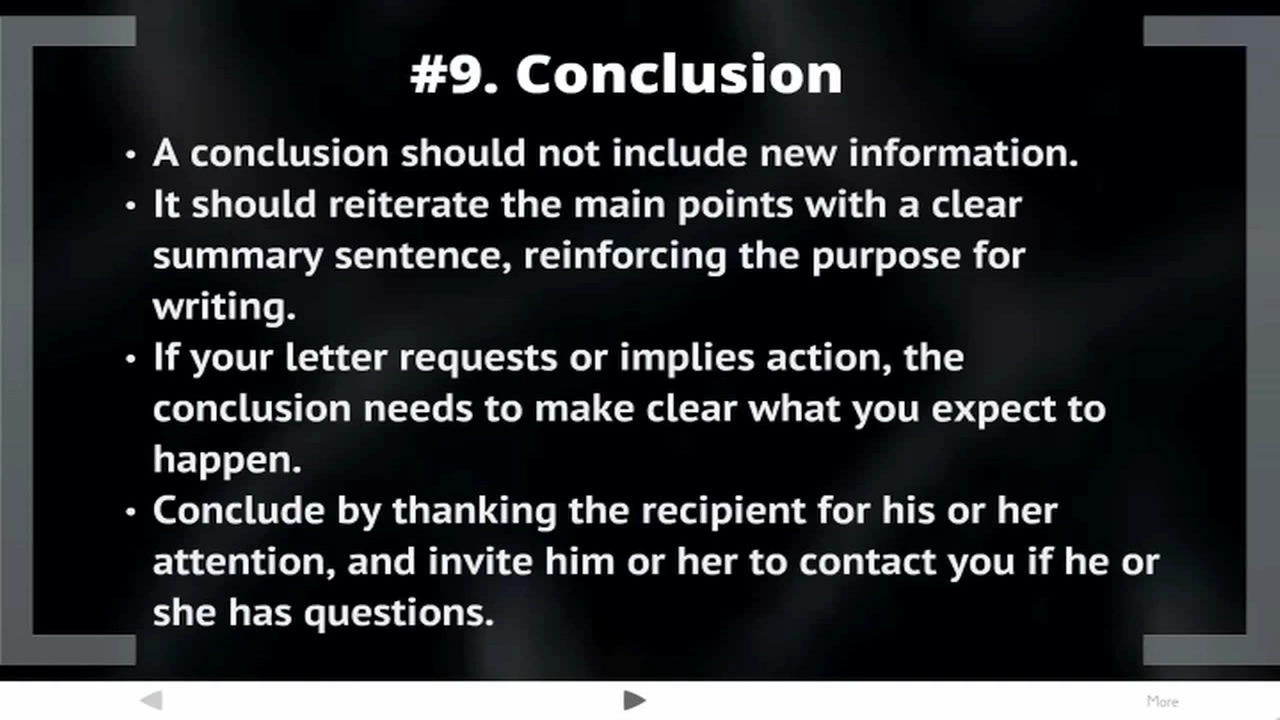 #9. Conclusion
• A conclusion should not include new information.
• It should reiterate the main points with a clear
summary sentence, reinforcing the purpose for
writing.
• If your letter requests or implies action, the
conclusion needs to make clear what you expect to
happen.
• Conclude by thanking the recipient for his or her
attention, and invite him or her to contact you if he or
she has questions.
More